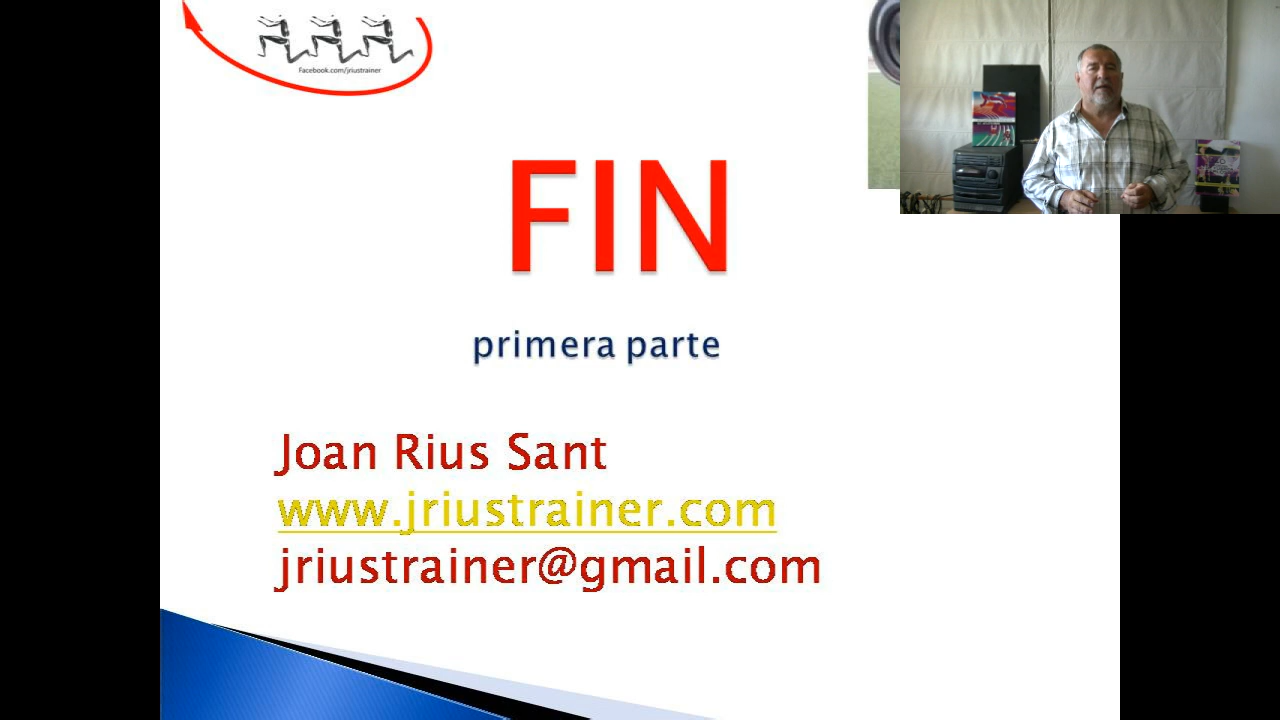 Facebook.com/jriustrainer
FIN
primera parte
Joan Rius Sant
www.jriustrainer.com
jriustrainer@gmail.com